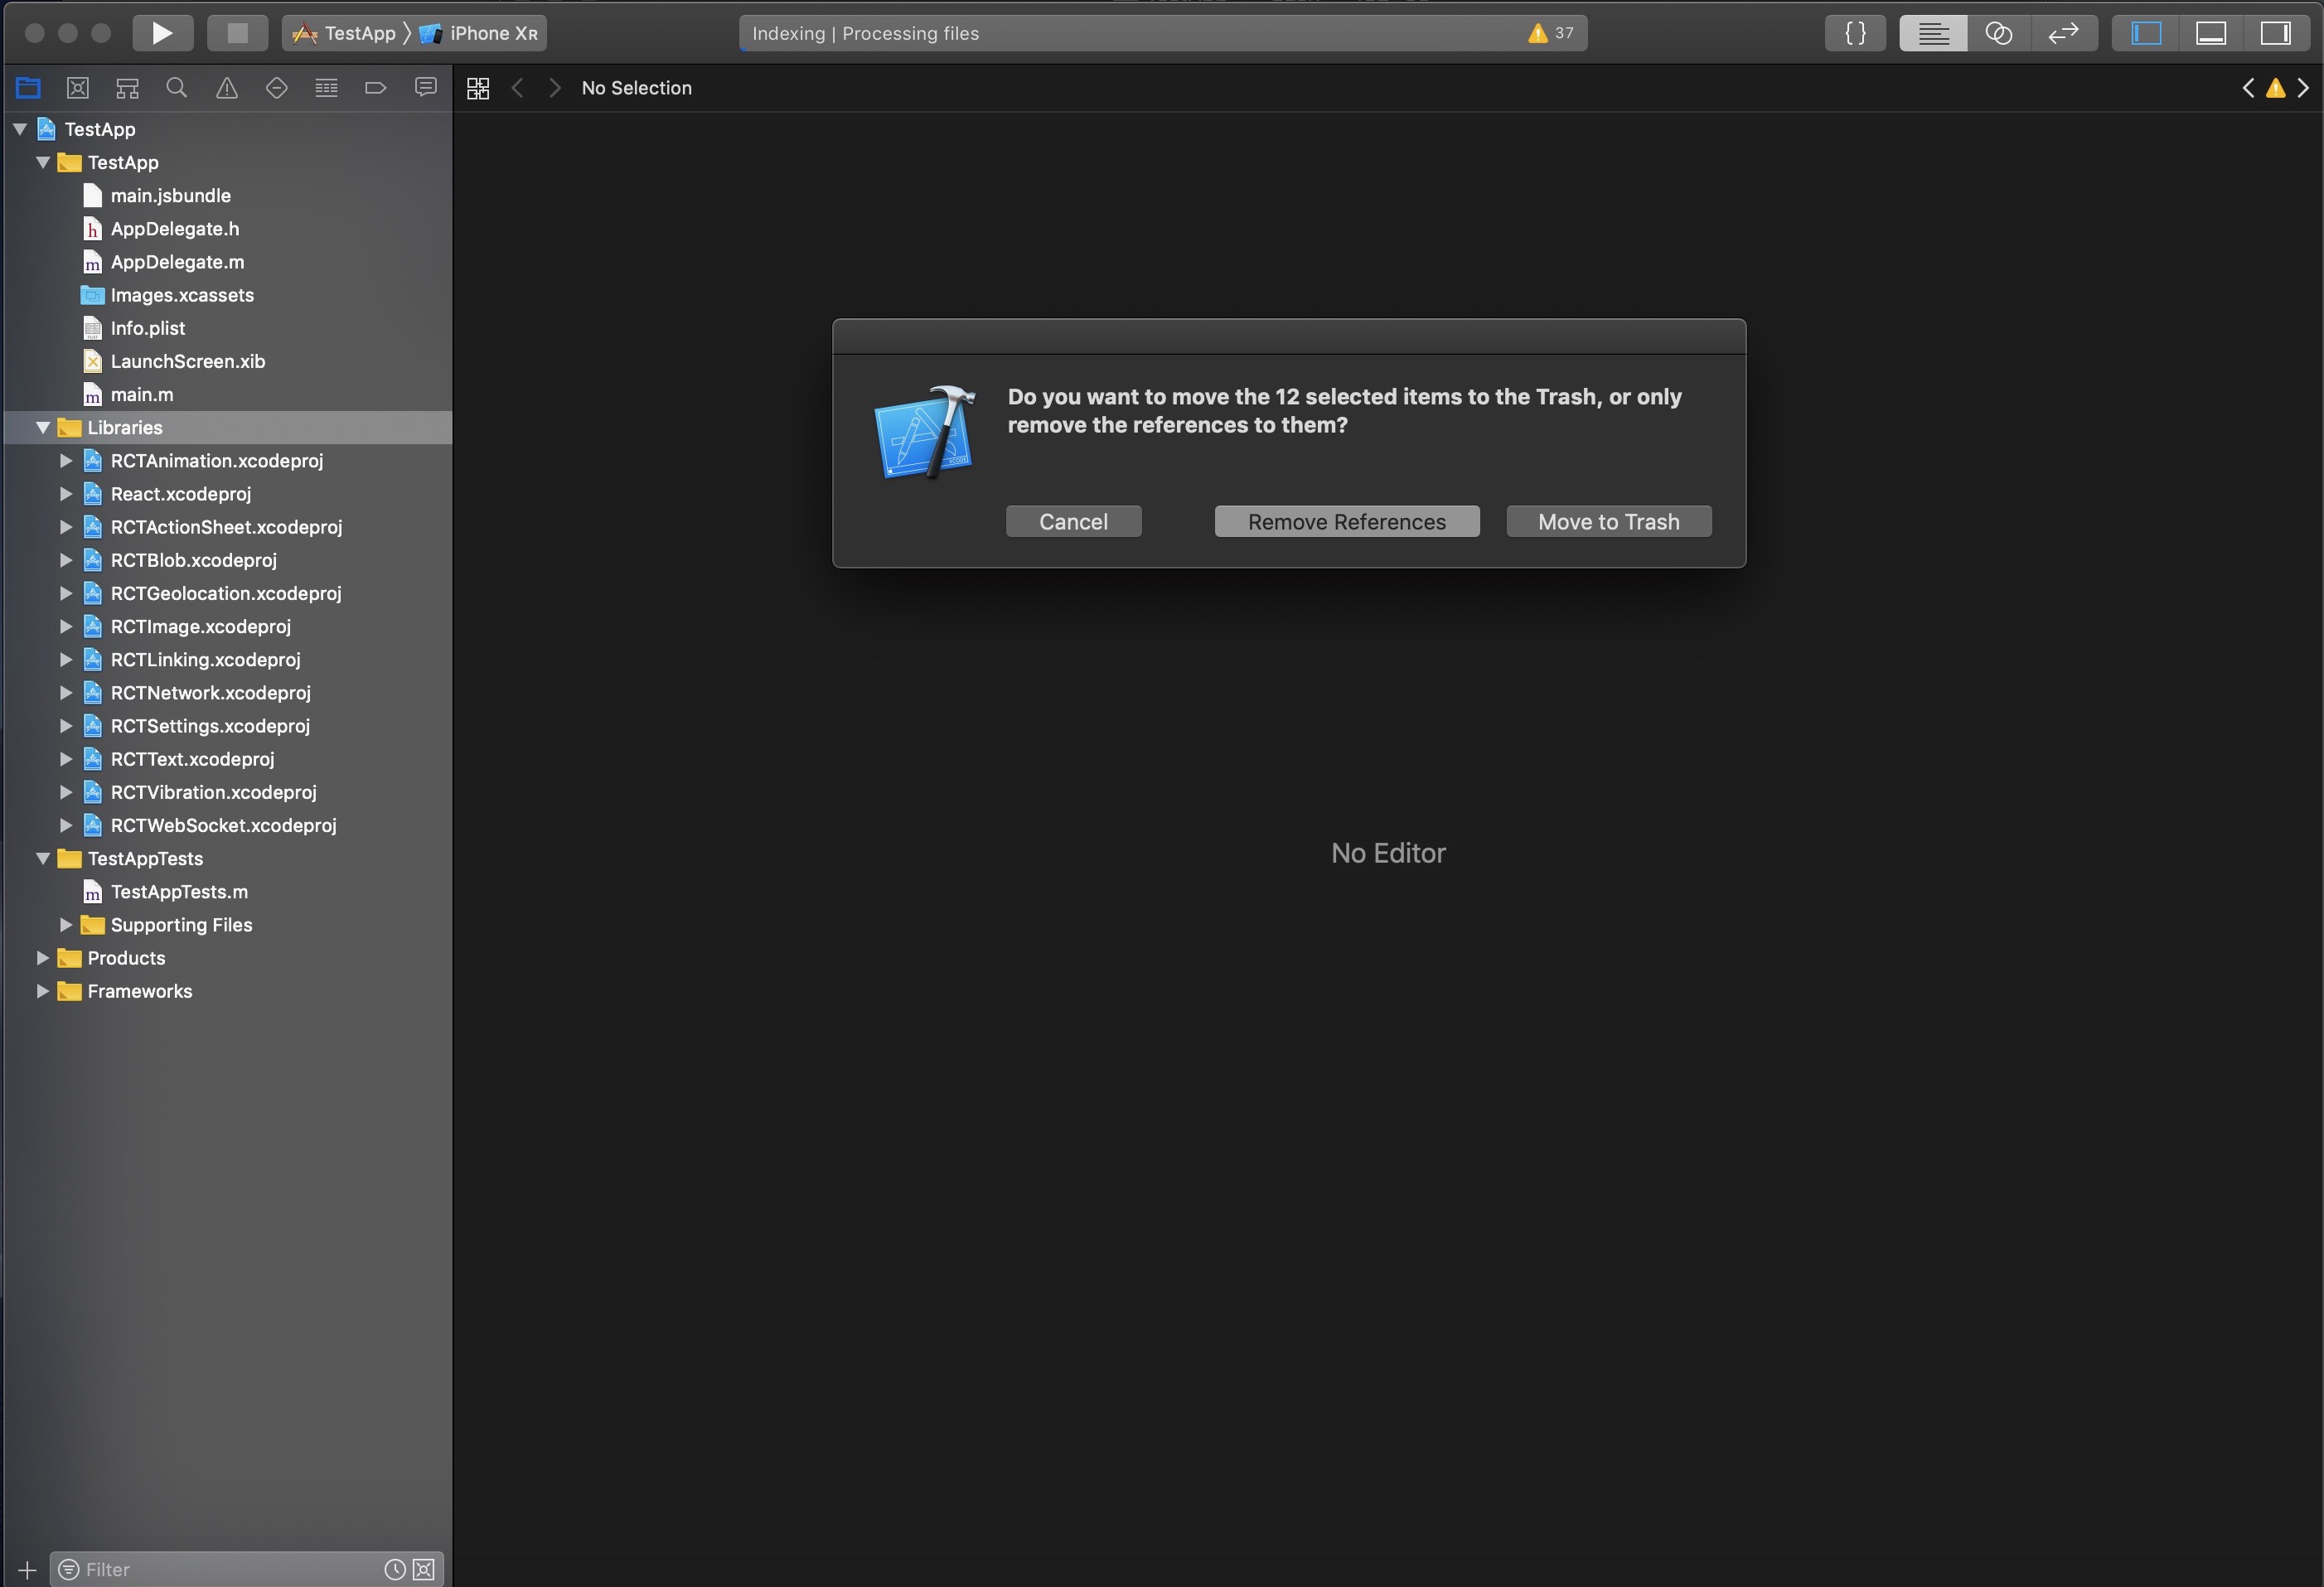 TestApp
iPhone XR
Indexing | Processing files
37
{ }
No Selection
TestApp
TestApp
main.jsbundle
AppDelegate.h
AppDelegate.m
Images.xcassets
Info.plist
LaunchScreen.xib
main.m
Libraries
RCTAnimation.xcodeproj
React.xcodeproj
RCTActionSheet.xcodeproj
RCTBlob.xcodeproj
RCTGeolocation.xcodeproj
RCTImage.xcodeproj
RCTLinking.xcodeproj
RCTNetwork.xcodeproj
RCTSettings.xcodeproj
RCTText.xcodeproj
RCTVibration.xcodeproj
RCTWebSocket.xcodeproj
TestAppTests
TestAppTests.m
Supporting Files
Products
Frameworks
Filter
Do you want to move the 12 selected items to the Trash, or only
remove the references to them?
Cancel
Remove References
Move to Trash
No Editor